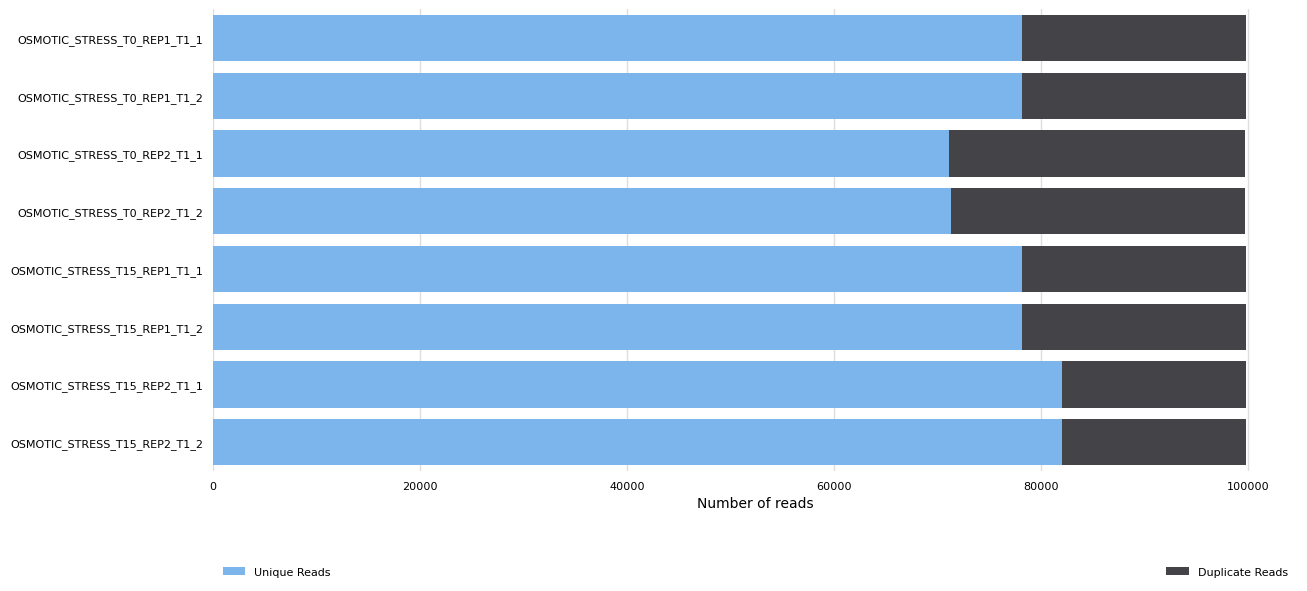 OSMOTIC_STRESS_T0_REP1_T1_1
OSMOTIC_STRESS_T0_REP1_T1_2
OSMOTIC_STRESS_T0_REP2_T1_1
OSMOTIC_STRESS_T0_REP2_T1_2
OSMOTIC_STRESS_T15_REP1_T1_1
OSMOTIC_STRESS_T15_REP1_T1_2
OSMOTIC_STRESS_T15_REP2_T1_1
OSMOTIC_STRESS_T15_REP2_T1_2
0 20000 40000 60000 80000 100000
Number of reads
Unique Reads Duplicate Reads